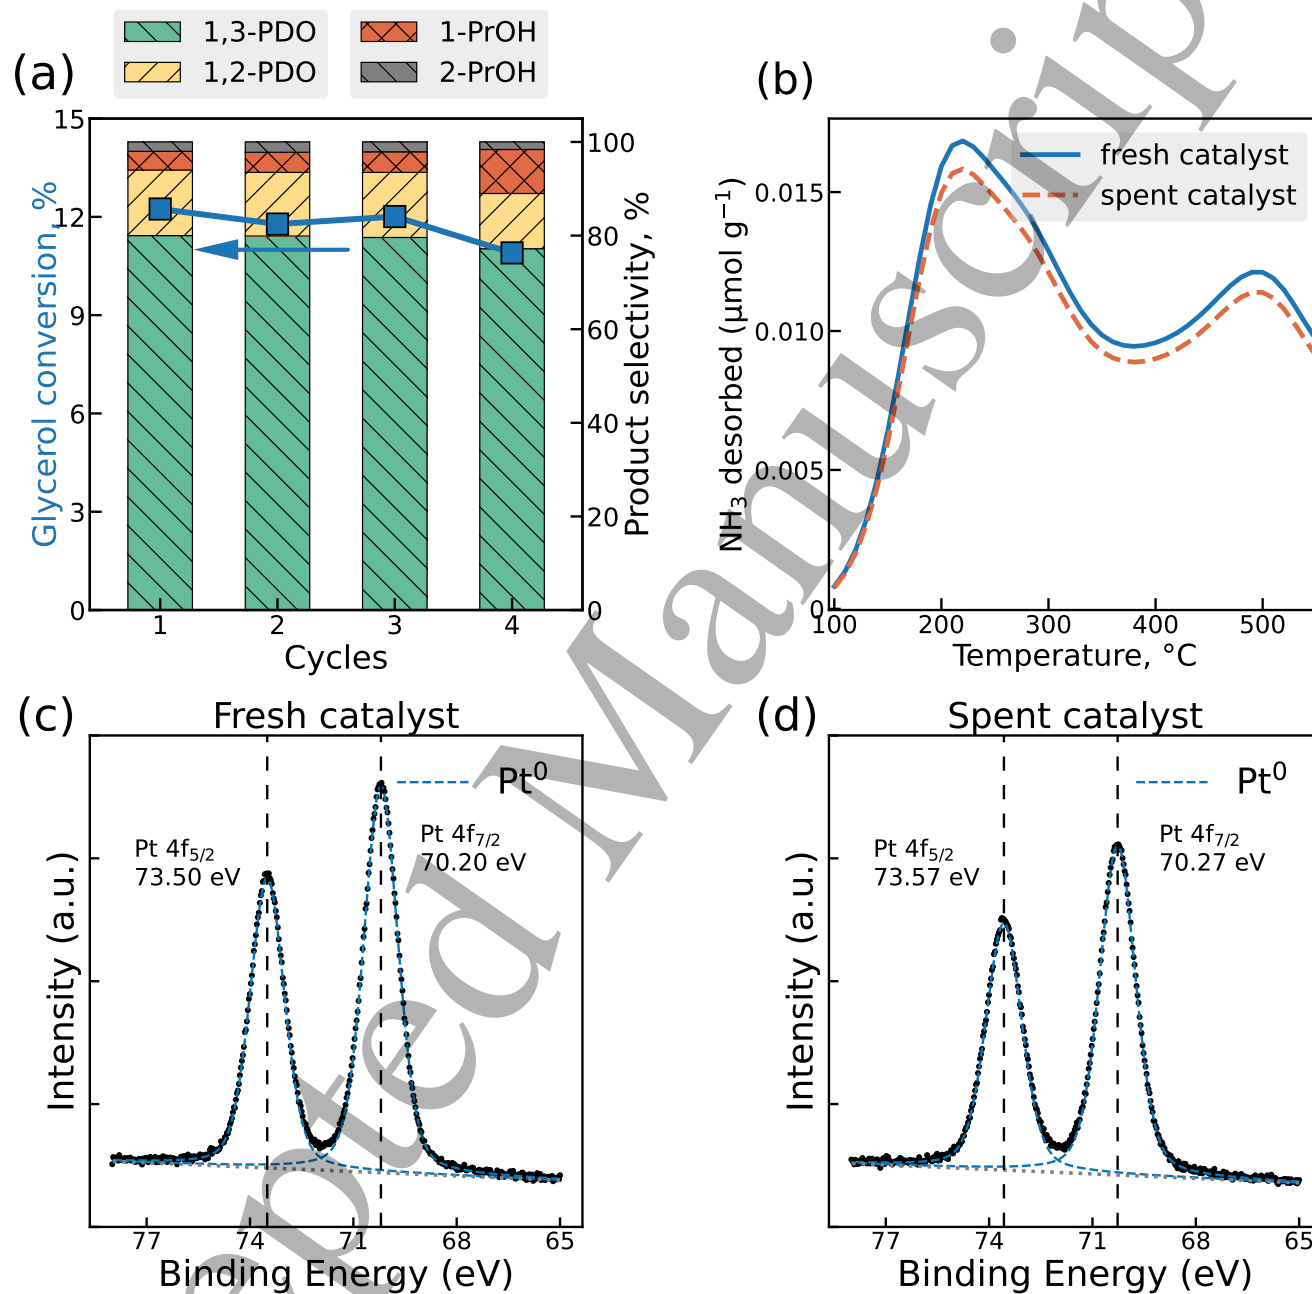 1,3-PDO
1,2-PDO
1-PrOH
2-PrOH
(a)
15
12
9
6
3
0
Glycerol conversion, %
100
80
60
40
20
0
Product selectivity, %
1 2 3 4
Cycles
(b)
fresh catalyst
spent catalyst
0.015
0.010
0.005
0
NH₃ desorbed (μmol g⁻¹)
100 200 300 400 500
Temperature, °C
(c)
Fresh catalyst
Pt⁰
Pt 4f₅/₂
73.50 eV
Pt 4f₇/₂
70.20 eV
Intensity (a.u.)
77 74 71 68 65
Binding Energy (eV)
(d)
Spent catalyst
Pt⁰
Pt 4f₅/₂
73.57 eV
Pt 4f₇/₂
70.27 eV
Intensity (a.u.)
77 74 71 68 65
Binding Energy (eV)
pted Manuscrip